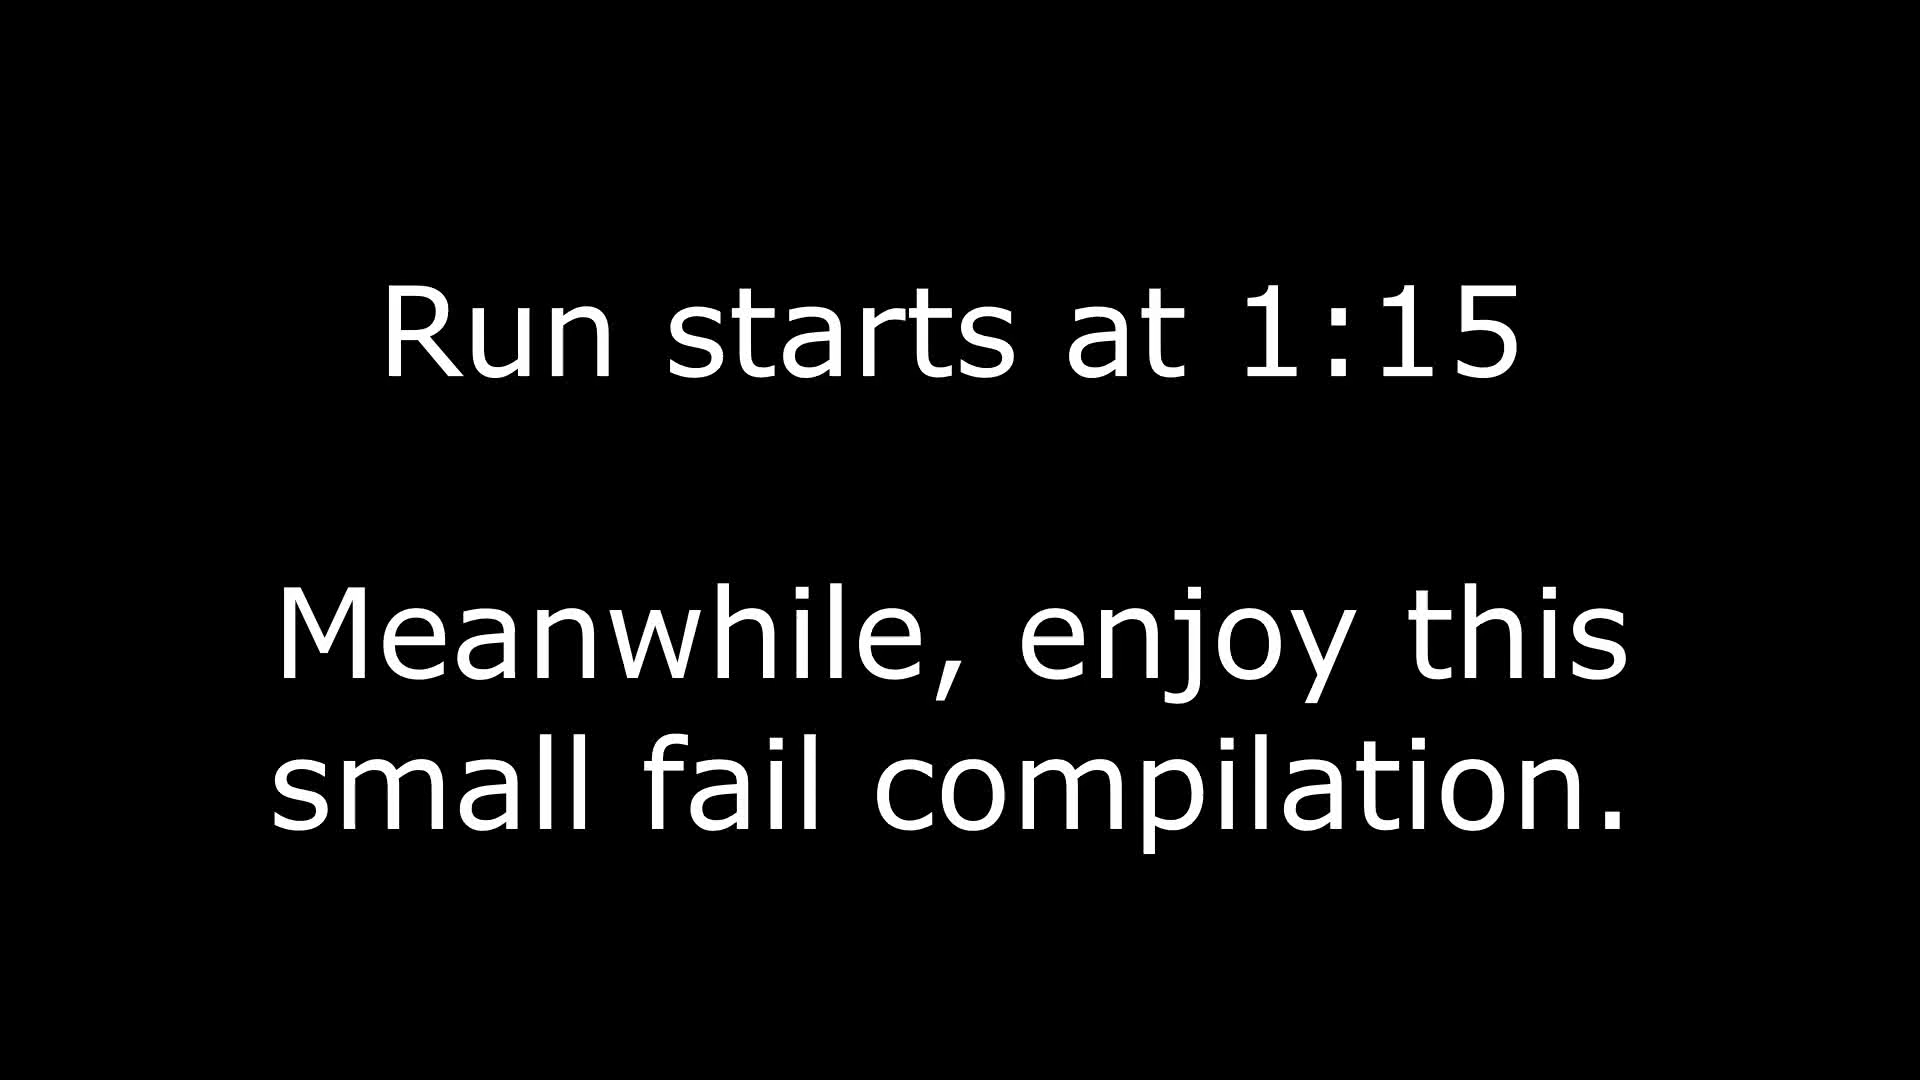 Run starts at 1:15
Meanwhile, enjoy this
small fail compilation.